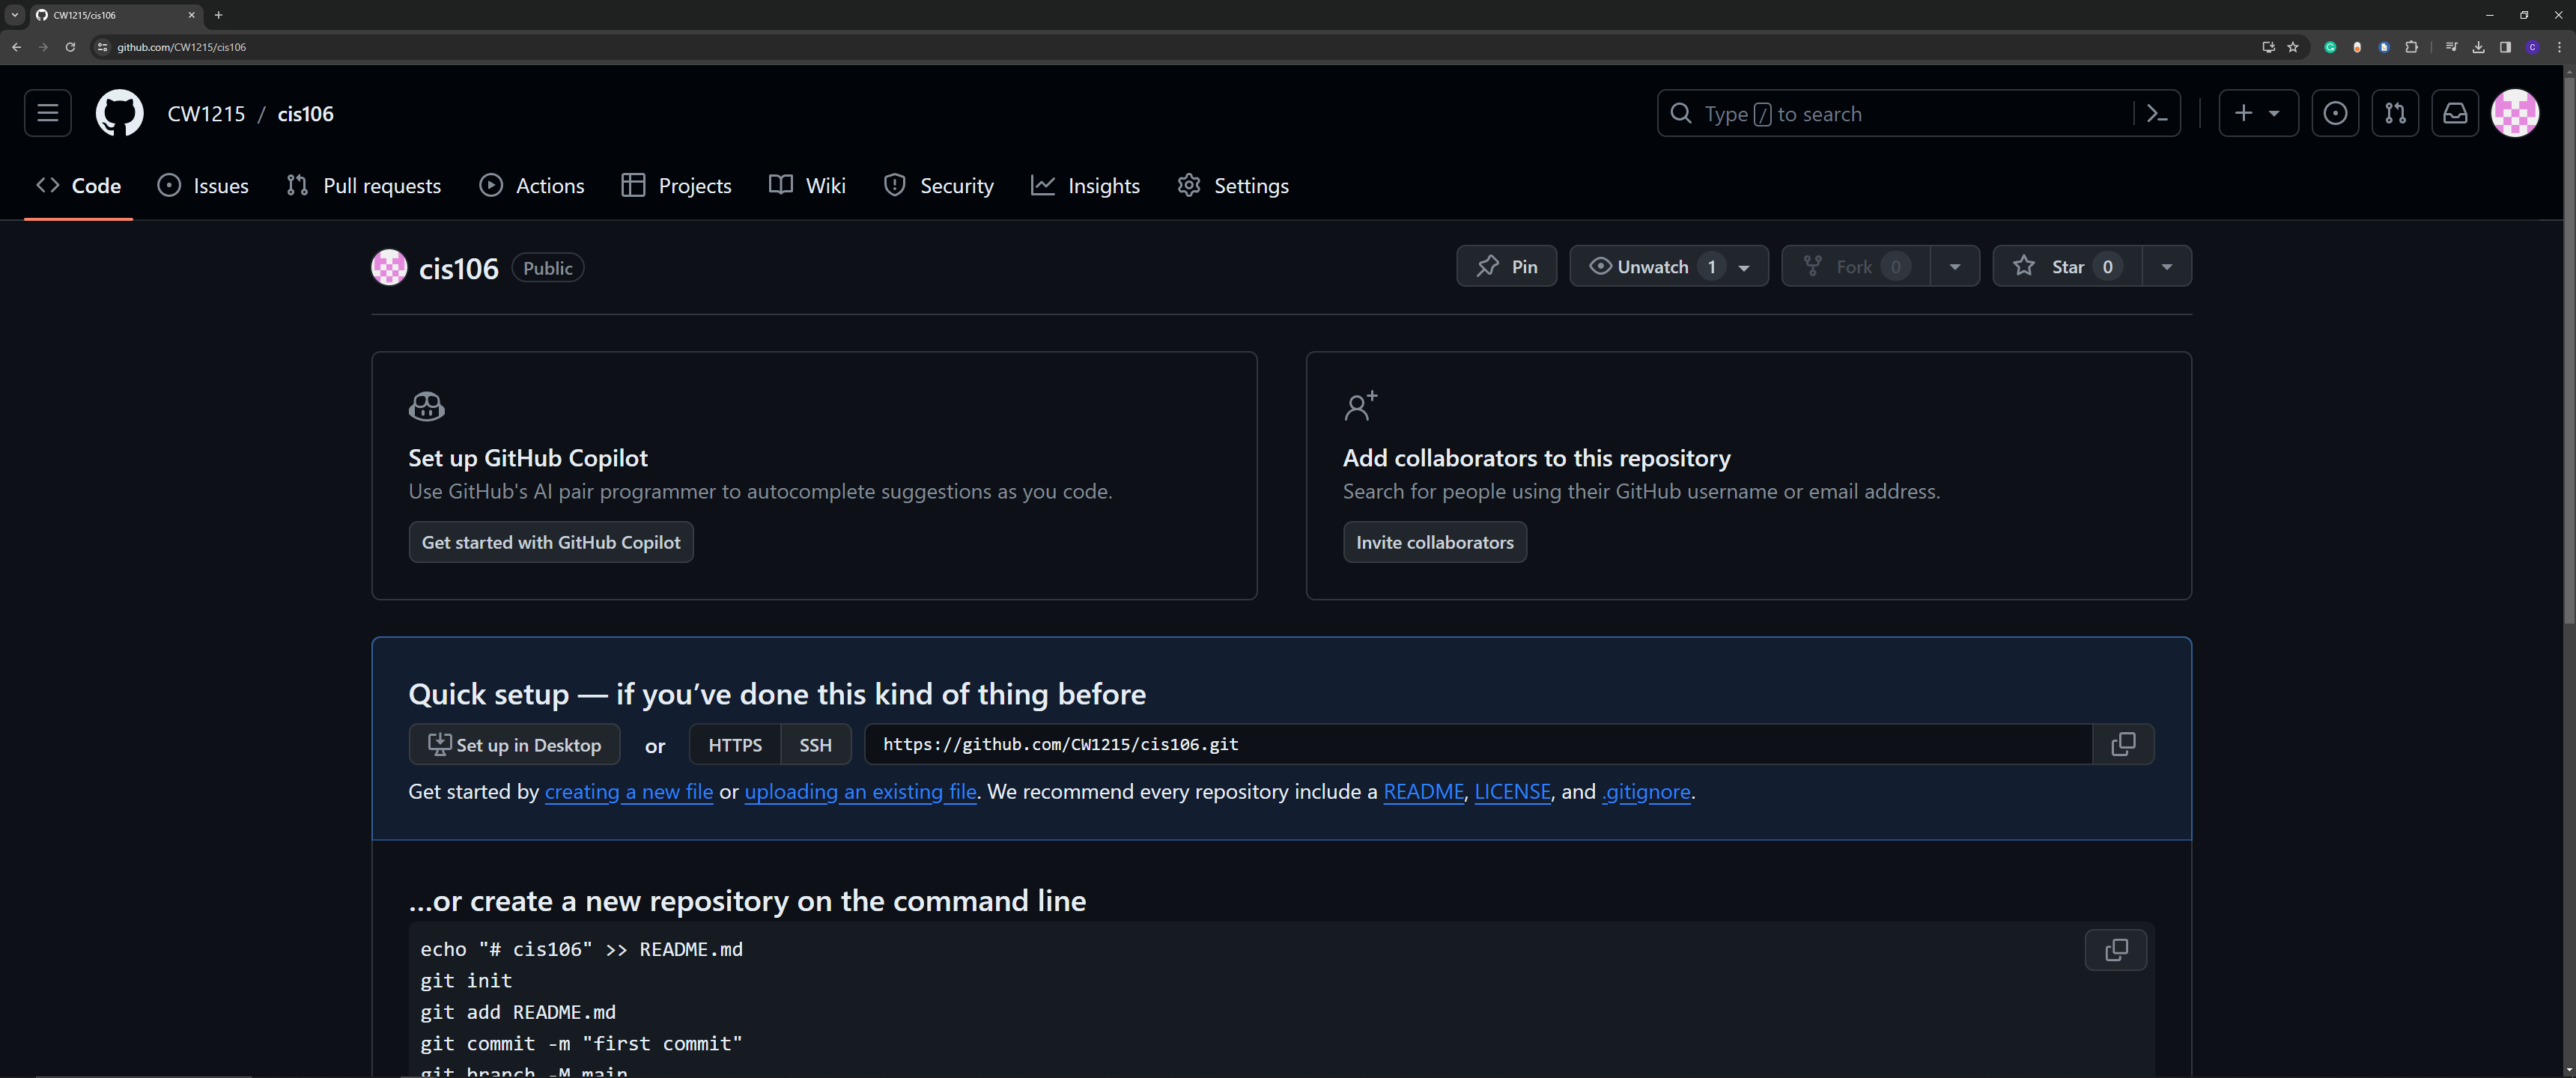 CW1215/cis106
github.com/CW1215/cis106
C
CW1215 / cis106
Type / to search
Code Issues Pull requests Actions Projects Wiki Security Insights Settings
cis106 Public Pin Unwatch 1 Fork 0 Star 0
Set up GitHub Copilot
Use GitHub's AI pair programmer to autocomplete suggestions as you code.
Get started with GitHub Copilot
Add collaborators to this repository
Search for people using their GitHub username or email address.
Invite collaborators
Quick setup — if you’ve done this kind of thing before
Set up in Desktop or HTTPS SSH https://github.com/CW1215/cis106.git
Get started by creating a new file or uploading an existing file. We recommend every repository include a README, LICENSE, and .gitignore.
…or create a new repository on the command line
echo "# cis106" >> README.md
git init
git add README.md
git commit -m "first commit"
git branch -M main